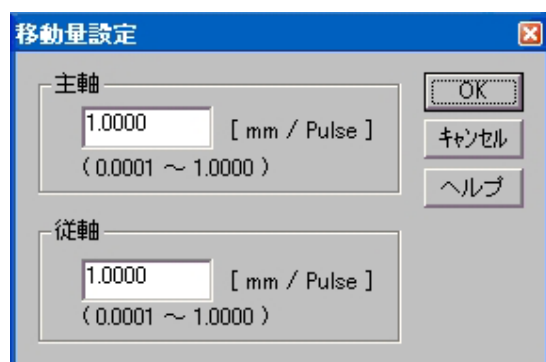 移動量設定
主軸
1.0000 [ mm / Pulse ]
( 0.0001 ～ 1.0000 )
従軸
1.0000 [ mm / Pulse ]
( 0.0001 ～ 1.0000 )
OK
キャンセル
ヘルプ